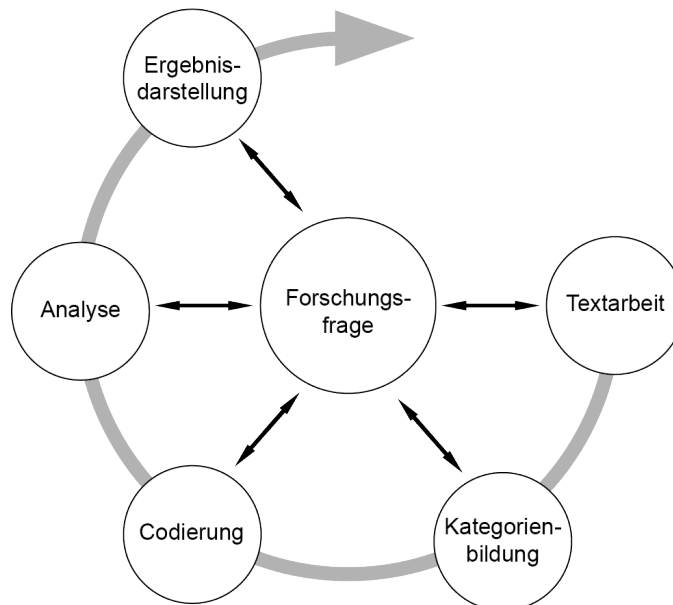 Ergebnis-
darstellung
Analyse
Forschungs-
frage
Textarbeit
Codierung
Kategorien-
bildung